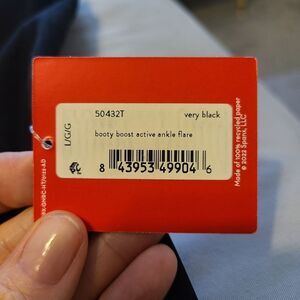 50432T very black
L/G/G
booty boost active ankle flare
8 43953 49904 6
Made of 100% recycled paper
© 2022 Spanx, LLC